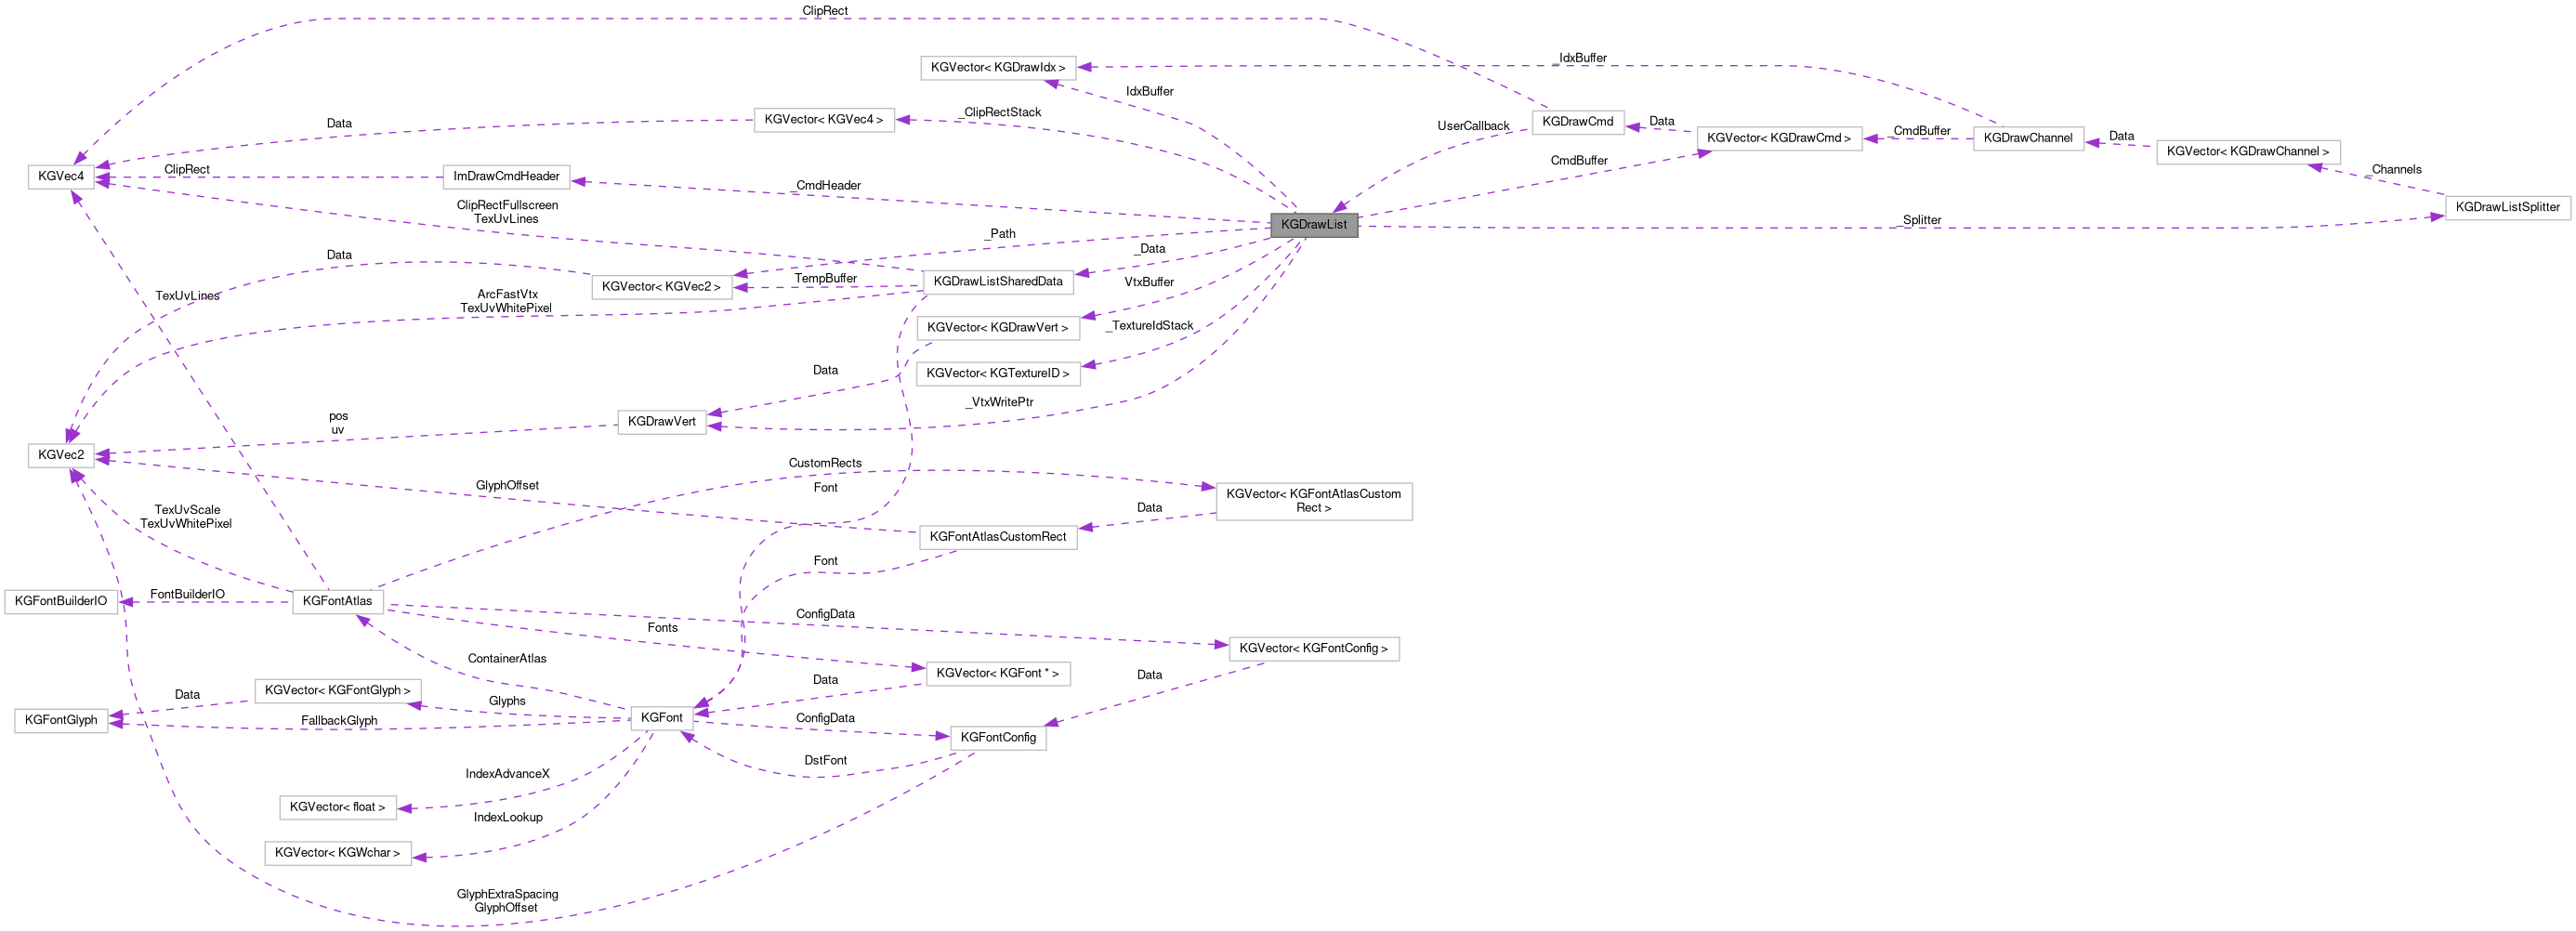 ClipRect
_IdxBuffer
KGVector< KGDrawIdx >
IdxBuffer
_ClipRectStack
KGVector< KGVec4 >
Data
KGDrawCmd
UserCallback
Data
KGVector< KGDrawCmd >
_CmdBuffer
KGDrawChannel
Data
KGVector< KGDrawChannel >
CmdBuffer
_Channels
KGVec4
ClipRect
ImDrawCmdHeader
_CmdHeader
KGDrawListSplitter
ClipRectFullscreen
TexUvLines
KGDrawList
_Splitter
_Path
_Data
Data
KGVector< KGVec2 >
TempBuffer
KGDrawListSharedData
VtxBuffer
TexUvLines
ArcFastVtx
TexUvWhitePixel
KGVector< KGDrawVert >
_TextureIdStack
Data
KGVector< KGTextureID >
_VtxWritePtr
pos
uv
KGDrawVert
KGVec2
CustomRects
GlyphOffset
Font
KGVector< KGFontAtlasCustom
Rect >
TexUvScale
TexUvWhitePixel
Data
KGFontAtlasCustomRect
Font
KGFontBuilderIO
FontBuilderIO
KGFontAtlas
ConfigData
Fonts
KGVector< KGFontConfig >
ContainerAtlas
KGVector< KGFont * >
Data
Data
KGVector< KGFontGlyph >
Data
Glyphs
KGFontGlyph
FallbackGlyph
KGFont
ConfigData
KGFontConfig
DstFont
IndexAdvanceX
KGVector< float >
IndexLookup
KGVector< KGWchar >
GlyphExtraSpacing
GlyphOffset